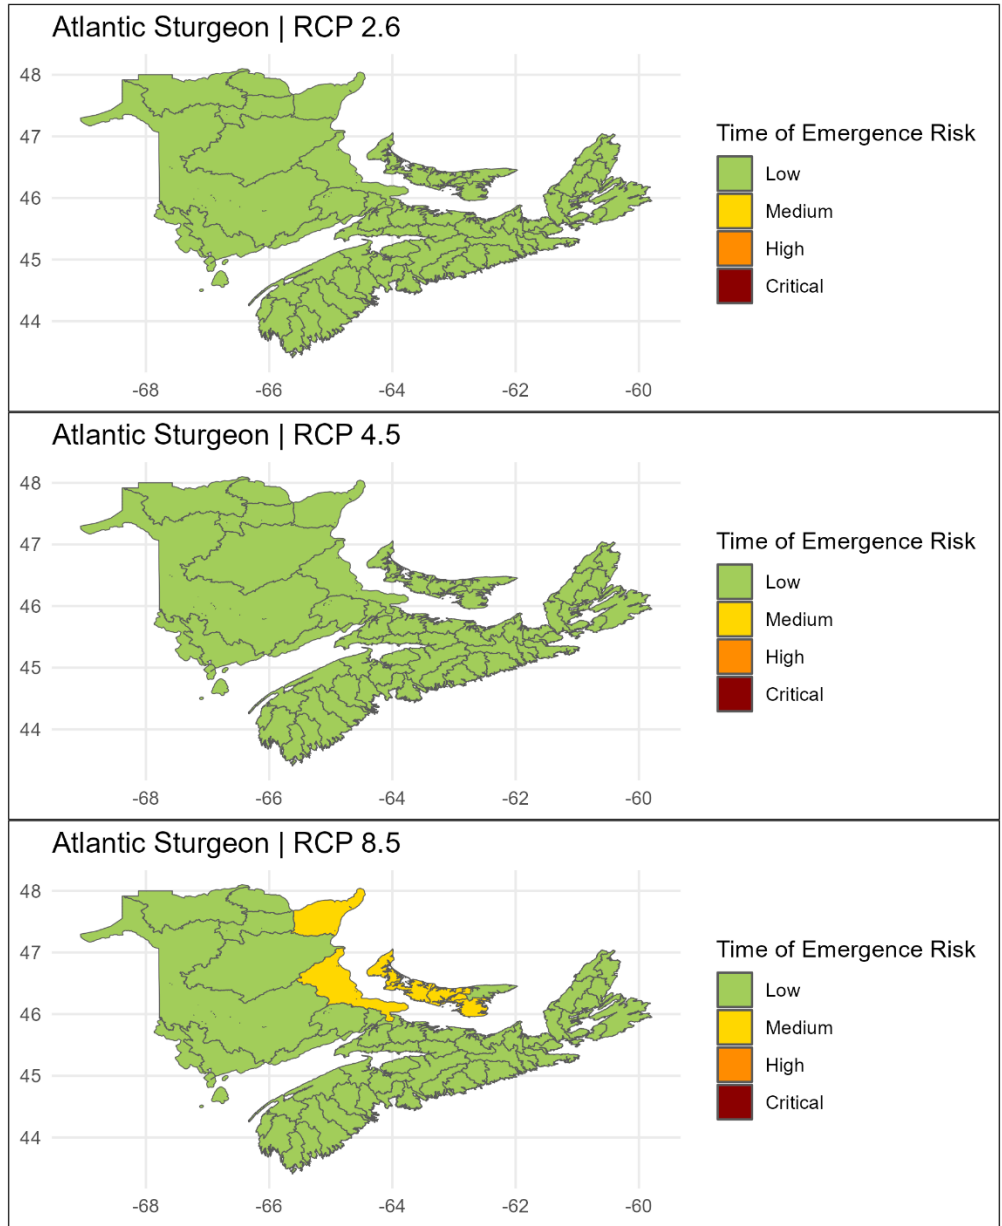 Atlantic Sturgeon | RCP 2.6
48
47
46
45
44
-68 -66 -64 -62 -60
Time of Emergence Risk
Low
Medium
High
Critical
Atlantic Sturgeon | RCP 4.5
48
47
46
45
44
-68 -66 -64 -62 -60
Time of Emergence Risk
Low
Medium
High
Critical
Atlantic Sturgeon | RCP 8.5
48
47
46
45
44
-68 -66 -64 -62 -60
Time of Emergence Risk
Low
Medium
High
Critical